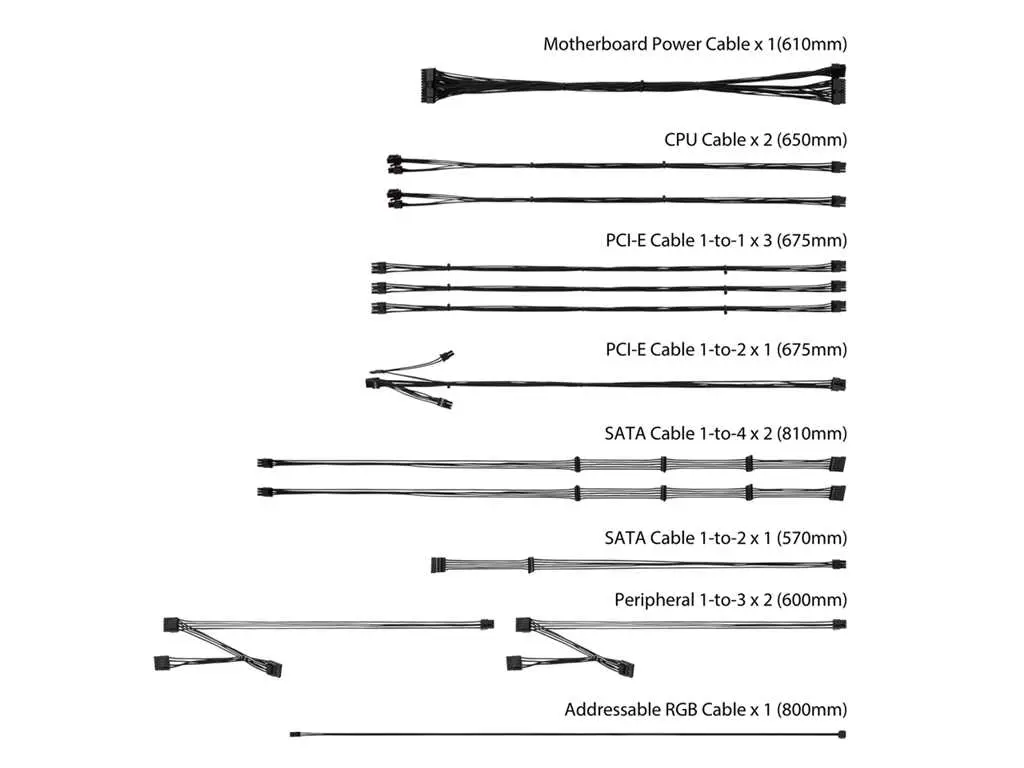 Motherboard Power Cable x 1(610mm)
CPU Cable x 2 (650mm)
PCI-E Cable 1-to-1 x 3 (675mm)
PCI-E Cable 1-to-2 x 1 (675mm)
SATA Cable 1-to-4 x 2 (810mm)
SATA Cable 1-to-2 x 1 (570mm)
Peripheral 1-to-3 x 2 (600mm)
Addressable RGB Cable x 1 (800mm)